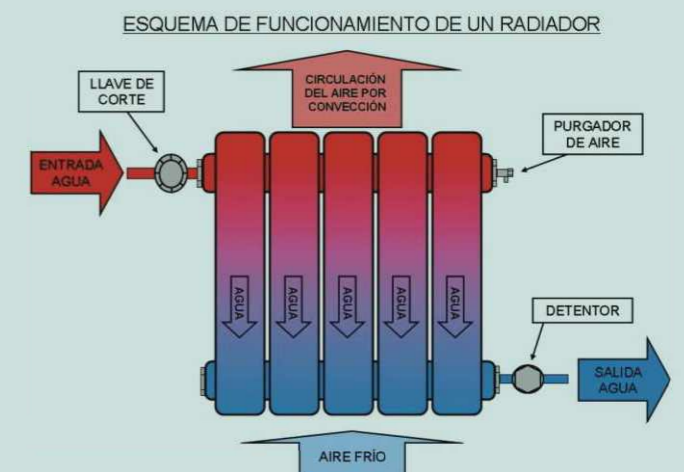 ESQUEMA DE FUNCIONAMIENTO DE UN RADIADOR
CIRCULACIÓN
DEL AIRE POR
CONVECCIÓN
LLAVE DE
CORTE
PURGADOR
DE AIRE
ENTRADA
AGUA
AGUA
AGUA
AGUA
AGUA
AGUA
DETENTOR
SALIDA
AGUA
AIRE FRÍO